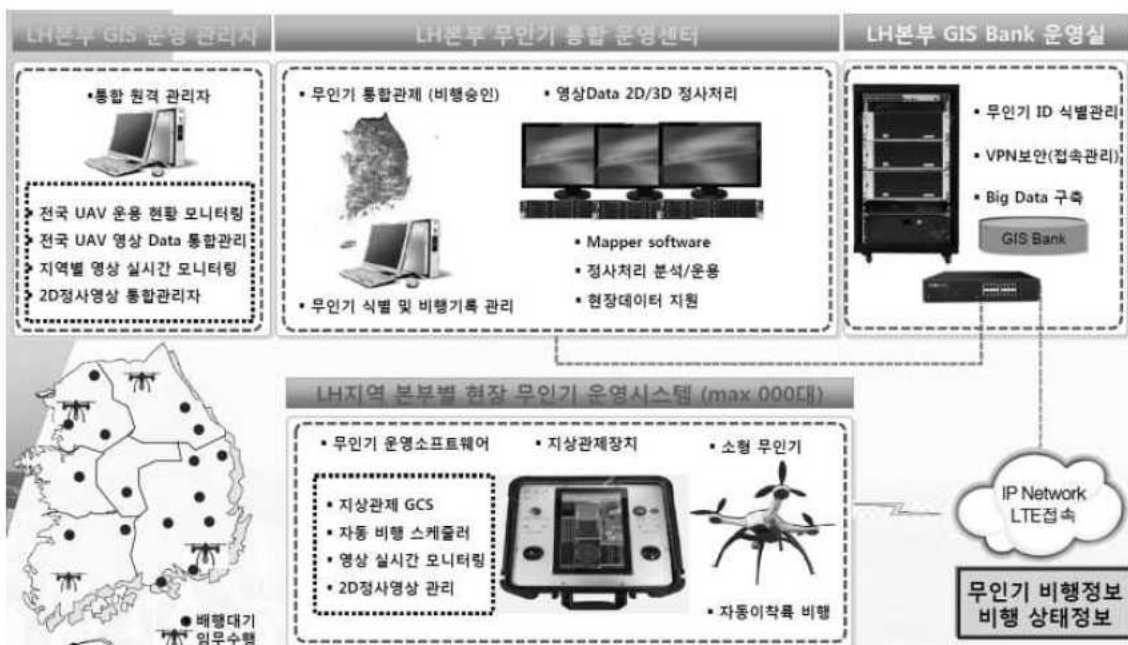 LH본부 GIS 운영 관리자
•통합 원격 관리자
• 전국 UAV 운용 현황 모니터링
• 전국 UAV 영상 Data 통합관리
• 지역별 영상 실시간 모니터링
• 2D정사영상 통합관리자
LH본부 무인기 통합 운영센터
▪ 무인기 통합관제 (비행승인)
▪ 무인기 식별 및 비행기록 관리
▪ 영상Data 2D/3D 정사처리
▪ Mapper software
▪ 정사처리 분석/운용
▪ 현장데이터 지원
LH본부 GIS Bank 운영실
▪ 무인기 ID 식별관리
▪ VPN보안(접속관리)
▪ Big Data 구축
GIS Bank
LH지역 본부별 현장 무인기 운영시스템 (max 000대)
▪ 무인기 운영소프트웨어
• 지상관제 GCS
• 자동 비행 스케줄러
• 영상 실시간 모니터링
• 2D정사영상 관리
▪ 지상관제장치
▪ 소형 무인기
▪ 자동이착륙 비행
IP Network
LTE접속
무인기 비행정보
비행 상태정보
배행대기
임무수행